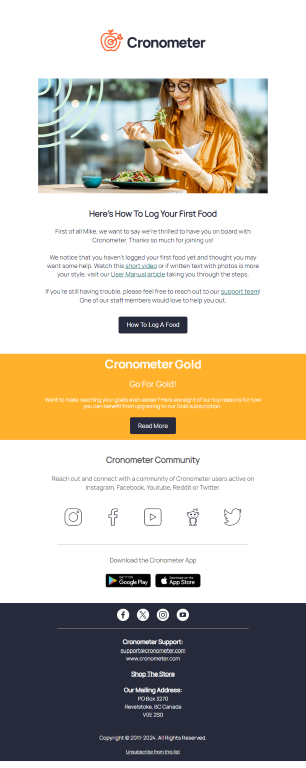 Cronometer
Here's How To Log Your First Food
First of all Mike, we want to say we're thrilled to have you on board with
Cronometer. Thanks so much for joining us!
We notice that you haven't logged your first food yet and thought you may
want some help. Watch this short video or if written text with photos is more
your style, visit our User Manual article taking you through the steps.
If you're still having trouble, please feel free to reach out to our support team!
One of our staff members would love to help you out.
How To Log A Food
Cronometer Gold
Go For Gold!
Want to make reaching your goals even easier? Here are eight of our top reasons for how
you can benefit from upgrading to our Gold subscription.
Read More
Cronometer Community
Reach out and connect with a community of Cronometer users active on
Instagram, Facebook, Youtube, Reddit or Twitter.
Download the Cronometer App
GET IT ON
Google Play
Download on the
App Store
Cronometer Support:
support@cronometer.com
www.cronometer.com
Shop The Store
Our Mailing Address:
PO Box 3270
Revelstoke, BC Canada
V0E 2S0
Copyright © 2011-2024. All Rights Reserved.
Unsubscribe from this list